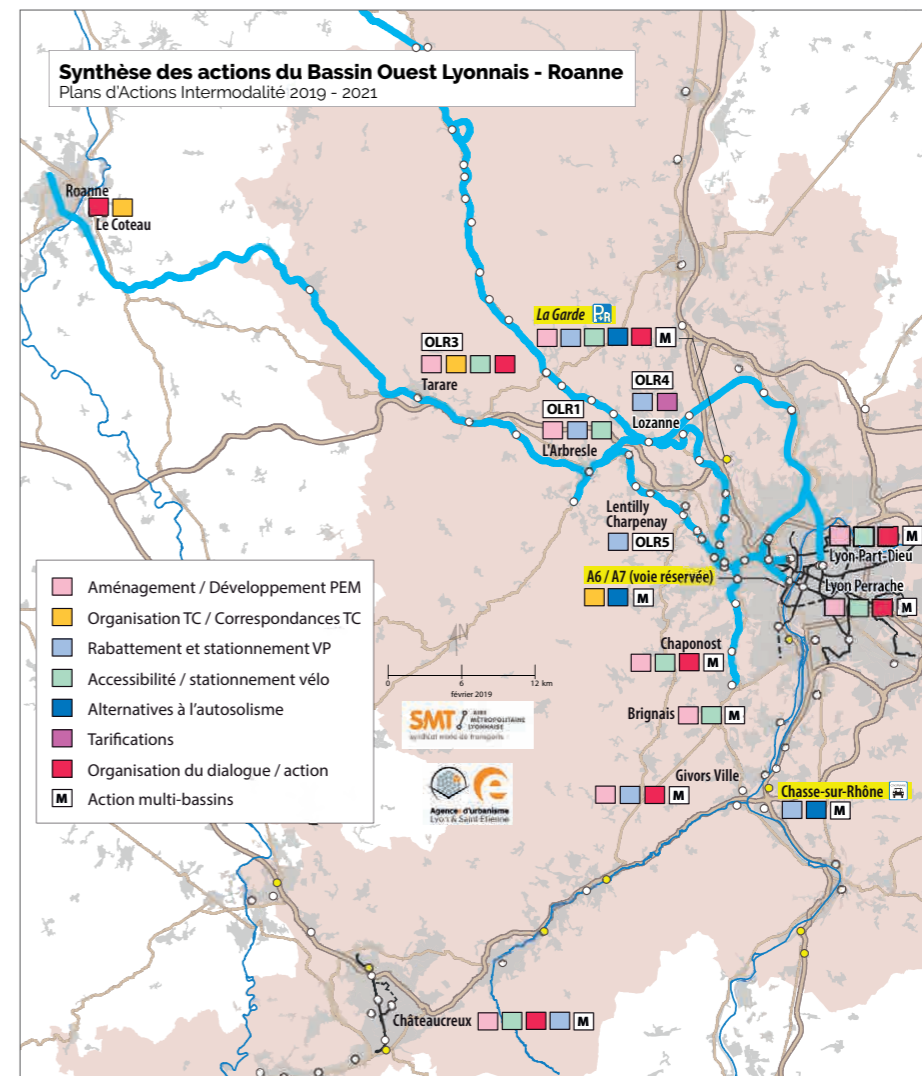 Synthèse des actions du Bassin Ouest Lyonnais - Roanne
Plans d'Actions Intermodalité 2019 - 2021
Roanne
Le Coteau
La Garde P+R
M
OLR3
Tarare
OLR4
Lozanne
OLR1
L'Arbresle
Lentilly
Charpenay
OLR5
M
Lyon Part-Dieu
A6 / A7 (voie réservée)
M
Lyon Perrache
M
Chaponost
M
Brignais
M
Givors Ville
M
Chasse-sur-Rhône
M
Châteaucreux
M
Aménagement / Développement PEM
Organisation TC / Correspondances TC
Rabattement et stationnement VP
Accessibilité / stationnement vélo
Alternatives à l'autosolisme
Tarifications
Organisation du dialogue / action
M Action multi-bassins
N
0 6 12 km
février 2019
SMT AIRE
MÉTROPOLITAINE
LYONNAISE
syndicat mixte de transports
Agence d'urbanisme
Lyon & Saint Etienne